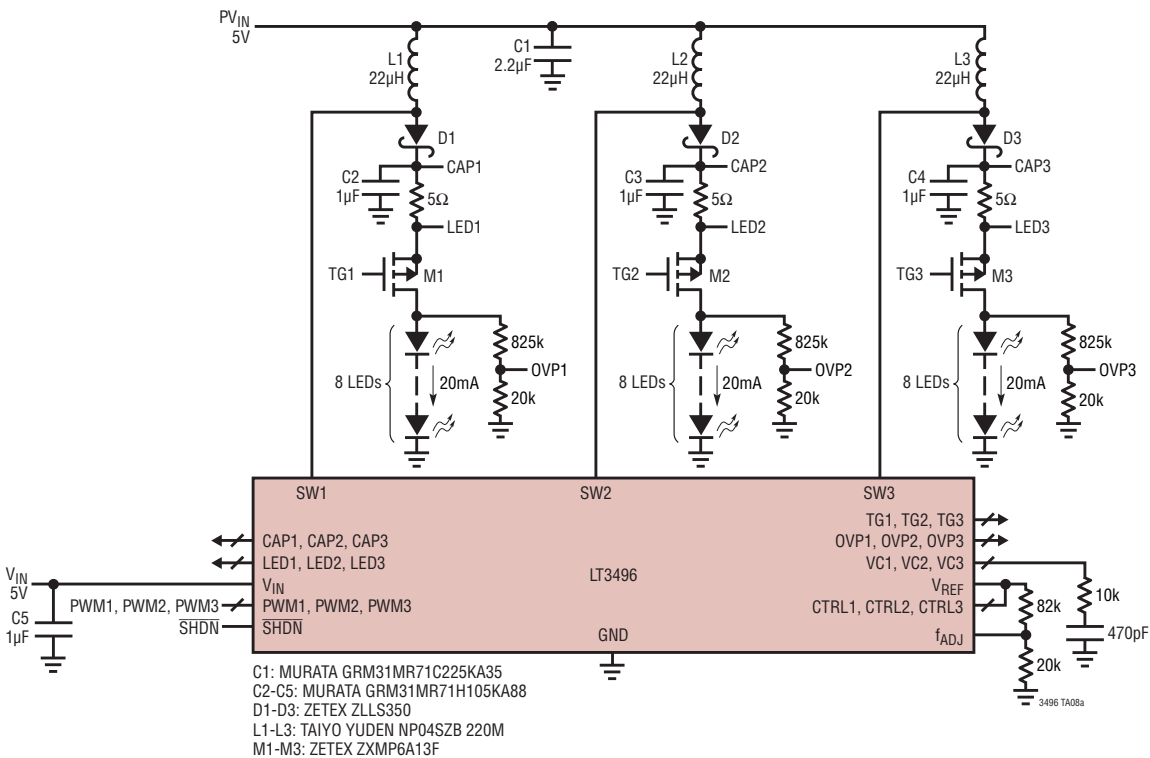 PVIN
5V
L1
22µH
C1
2.2µF
L2
22µH
L3
22µH
D1
D2
D3
CAP1
CAP2
CAP3
C2
1µF
C3
1µF
C4
1µF
5Ω
5Ω
5Ω
LED1
LED2
LED3
TG1
M1
TG2
M2
TG3
M3
825k
825k
825k
8 LEDs
20mA
OVP1
8 LEDs
20mA
OVP2
8 LEDs
20mA
OVP3
20k
20k
20k
SW1
SW2
SW3
TG1, TG2, TG3
CAP1, CAP2, CAP3
OVP1, OVP2, OVP3
LED1, LED2, LED3
VC1, VC2, VC3
LT3496
VIN
5V
VIN
VREF
C5
1µF
PWM1, PWM2, PWM3
PWM1, PWM2, PWM3
CTRL1, CTRL2, CTRL3
82k
10k
SHDN
SHDN
GND
fADJ
470pF
20k
C1: MURATA GRM31MR71C225KA35
C2-C5: MURATA GRM31MR71H105KA88
D1-D3: ZETEX ZLLS350
L1-L3: TAIYO YUDEN NP04SZB 220M
M1-M3: ZETEX ZXMP6A13F
3496 TA08a